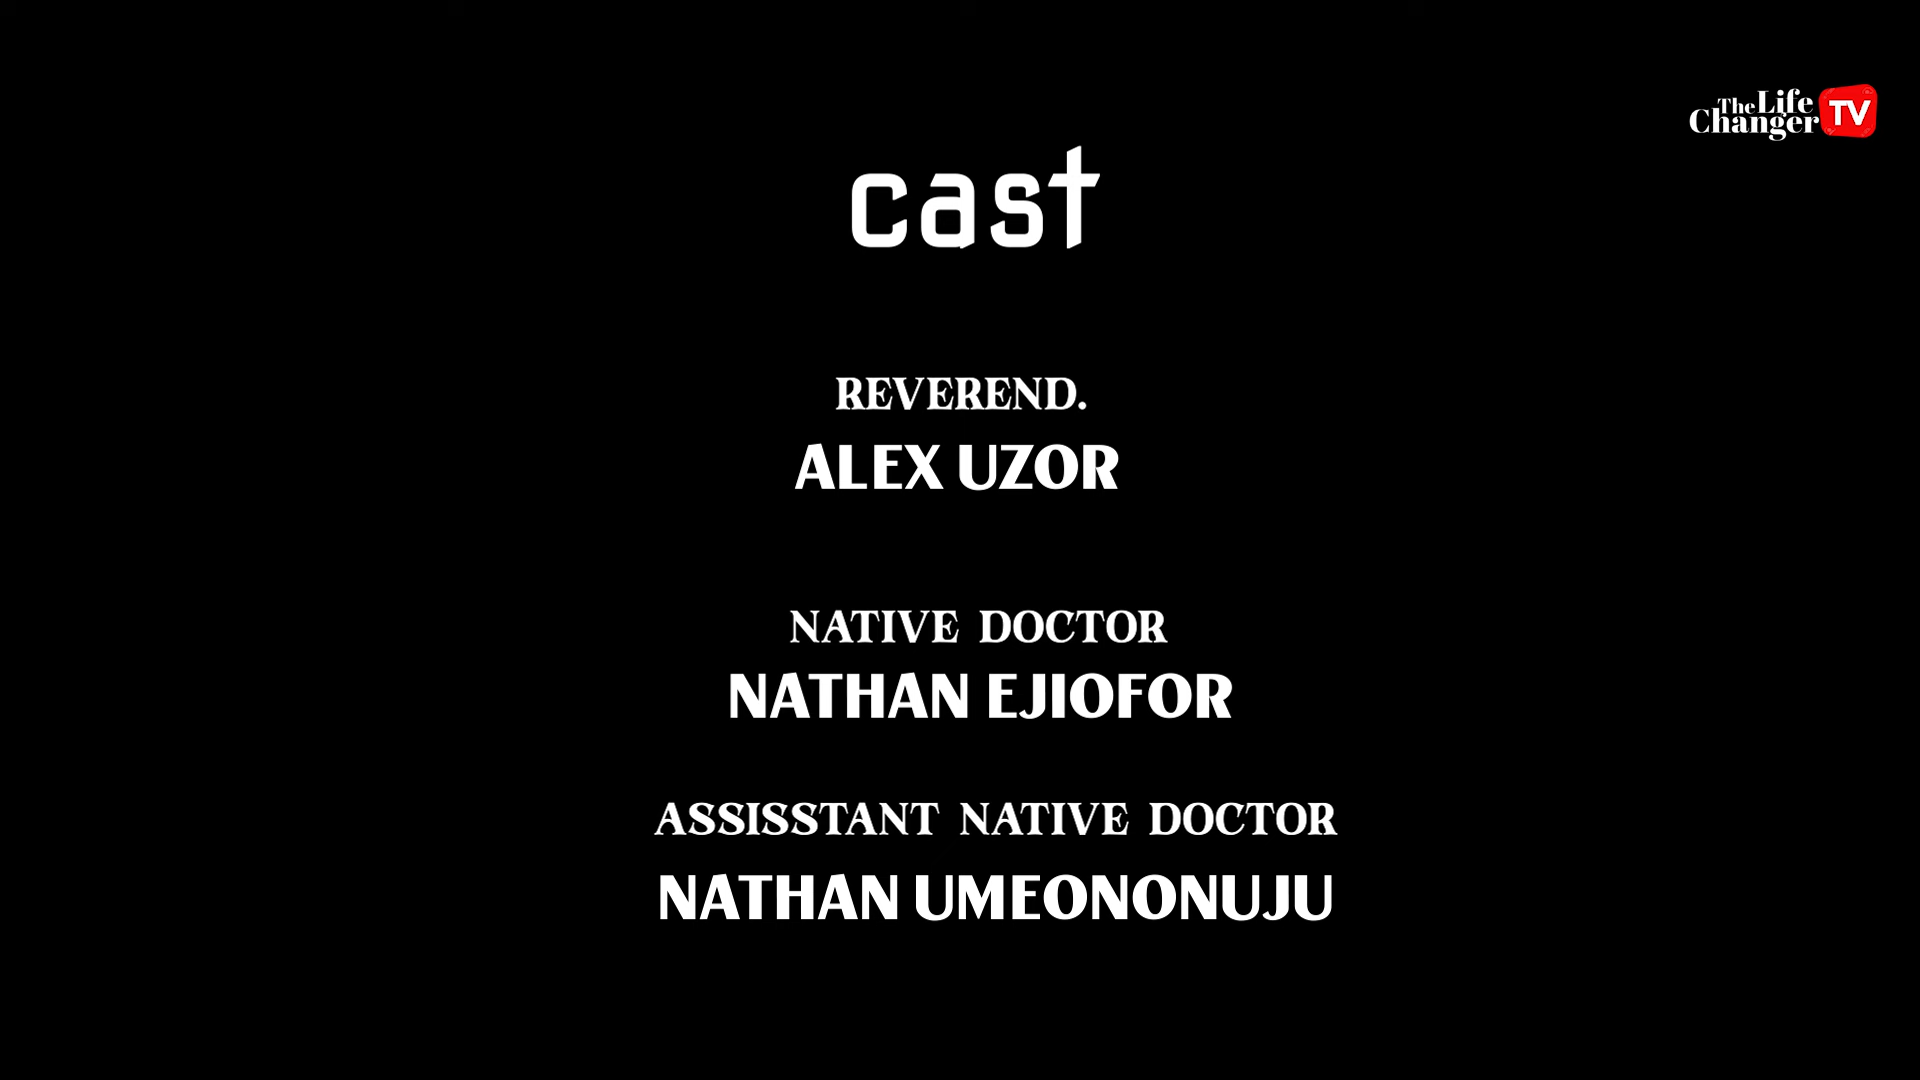 The Life
Changer TV
cast
REVEREND.
ALEX UZOR
NATIVE DOCTOR
NATHAN EJIOFOR
ASSISSTANT NATIVE DOCTOR
NATHAN UMEONONUJU